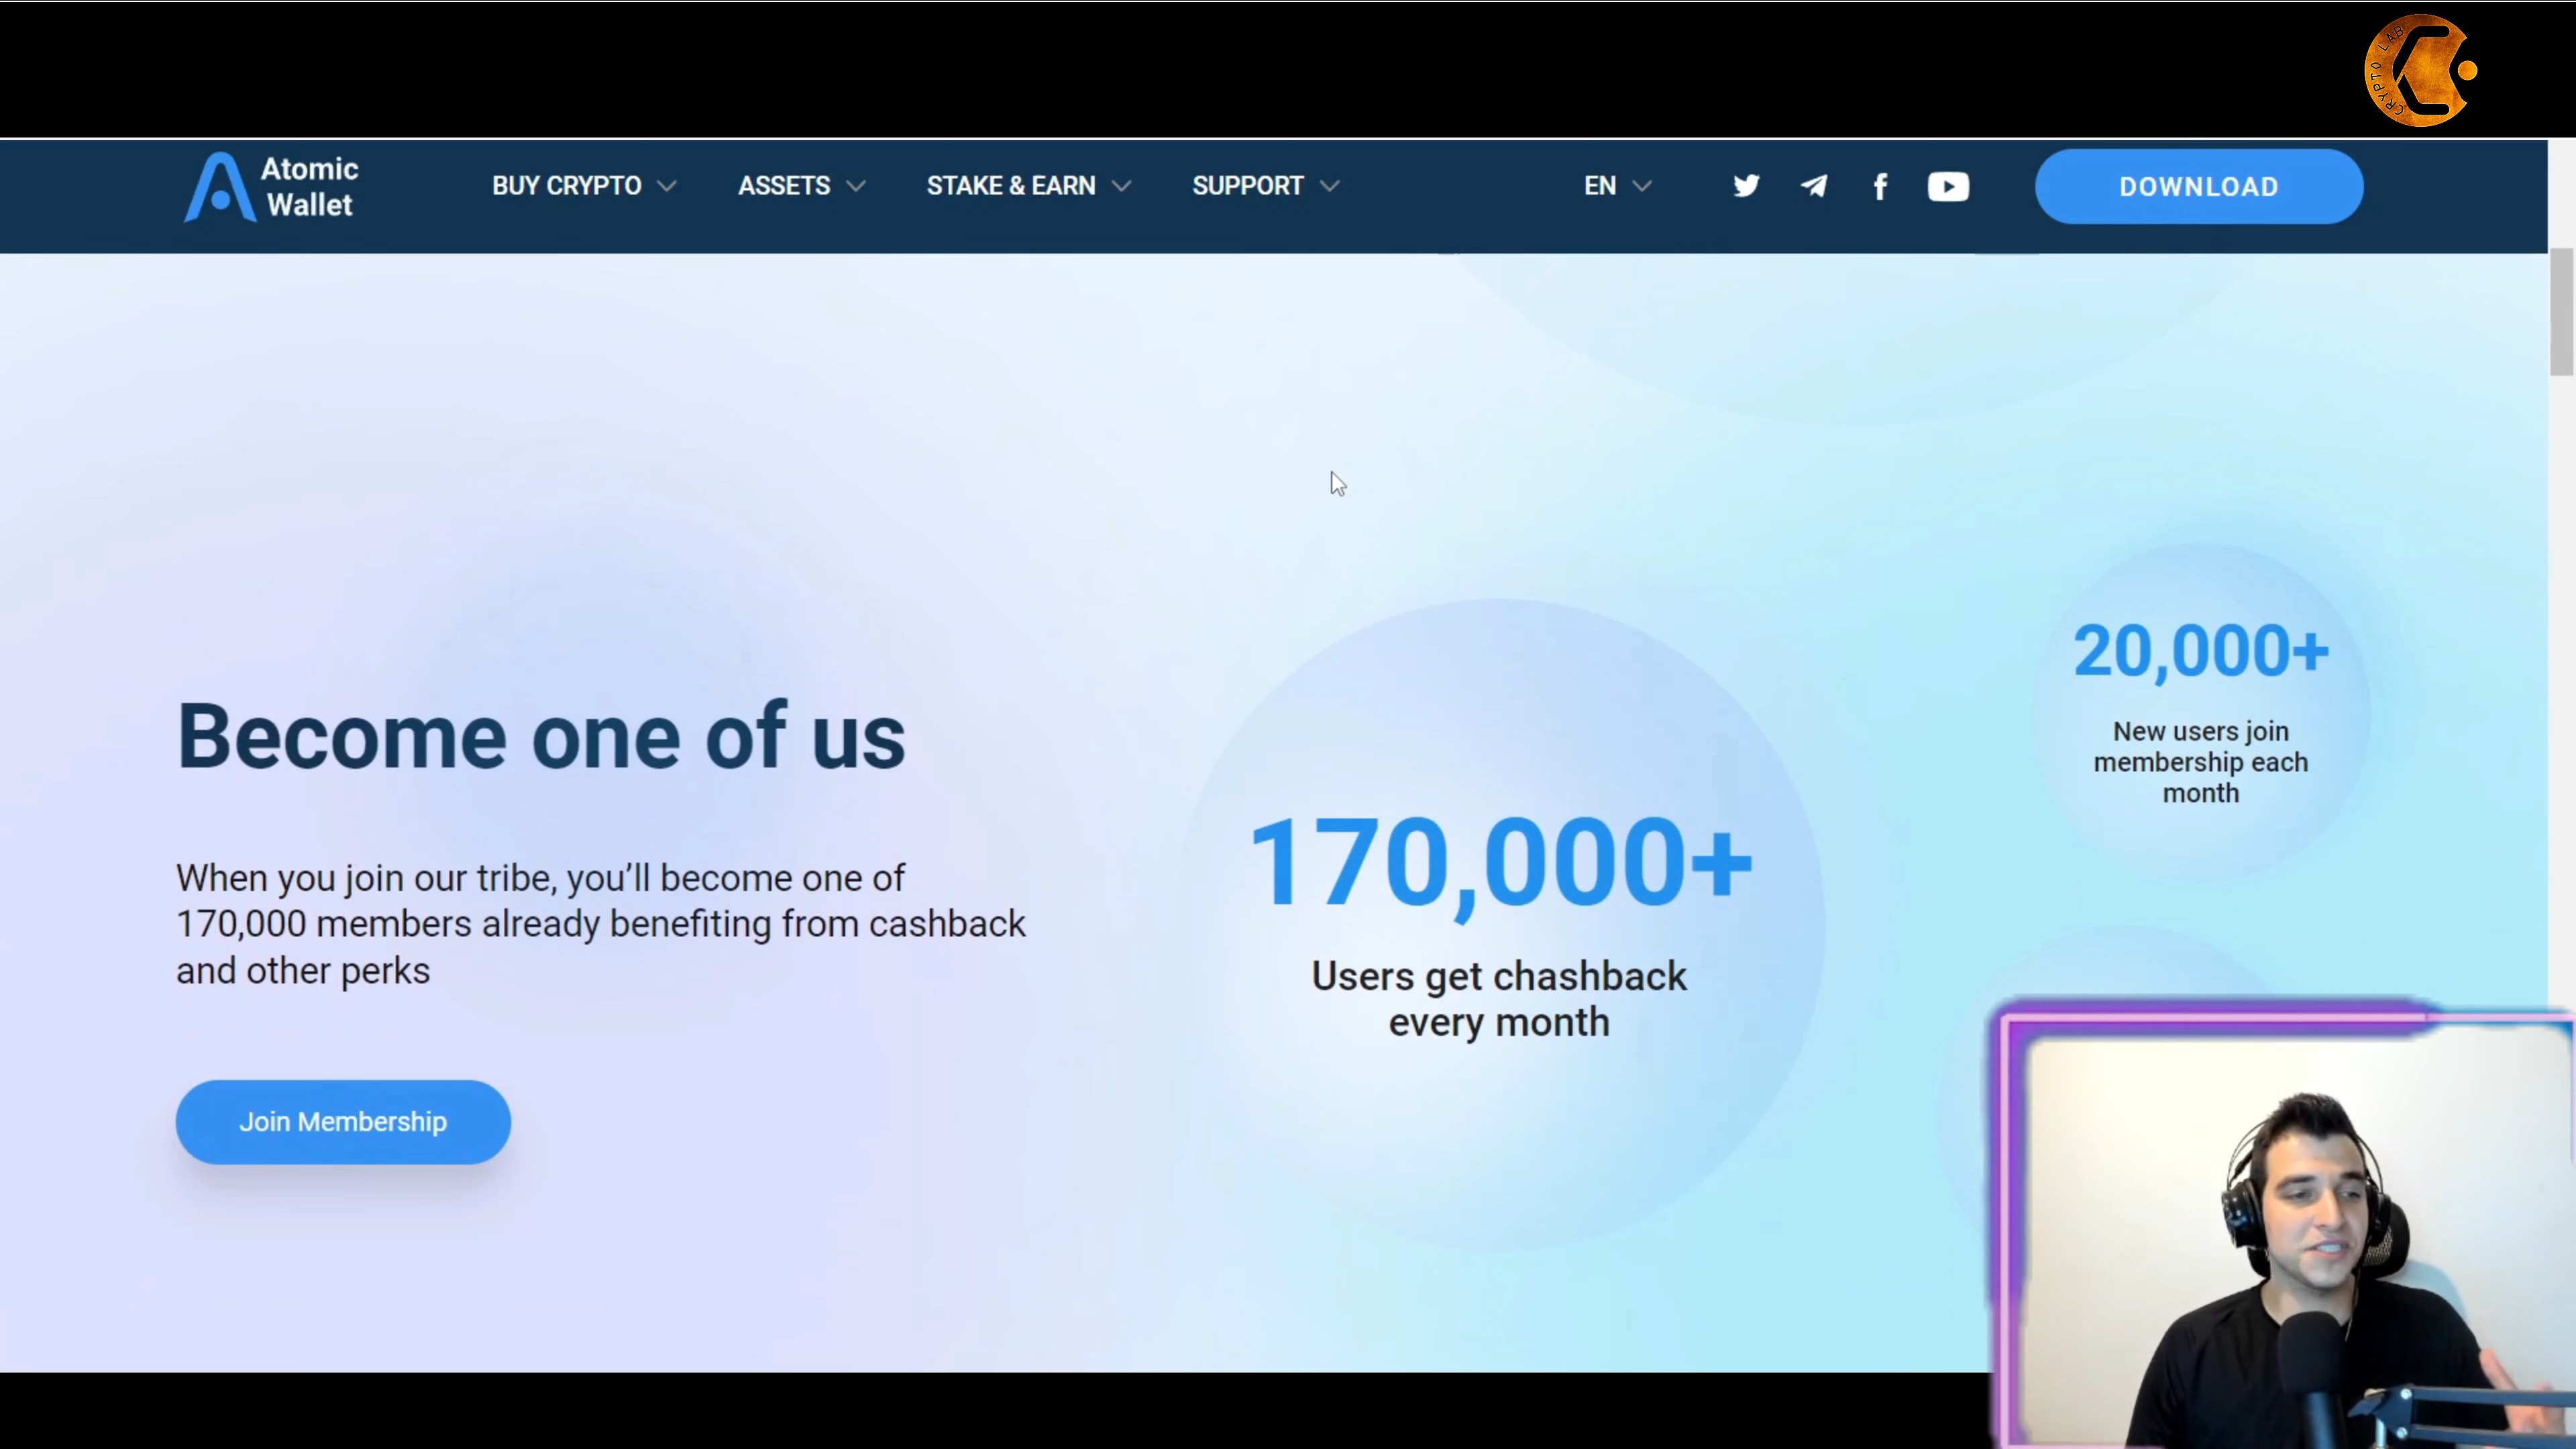 CRYPTO LAB
Atomic
Wallet
BUY CRYPTO
ASSETS
STAKE & EARN
SUPPORT
EN
DOWNLOAD
Become one of us
When you join our tribe, you’ll become one of
170,000 members already benefiting from cashback
and other perks
Join Membership
170,000+
Users get chashback
every month
20,000+
New users join
membership each
month